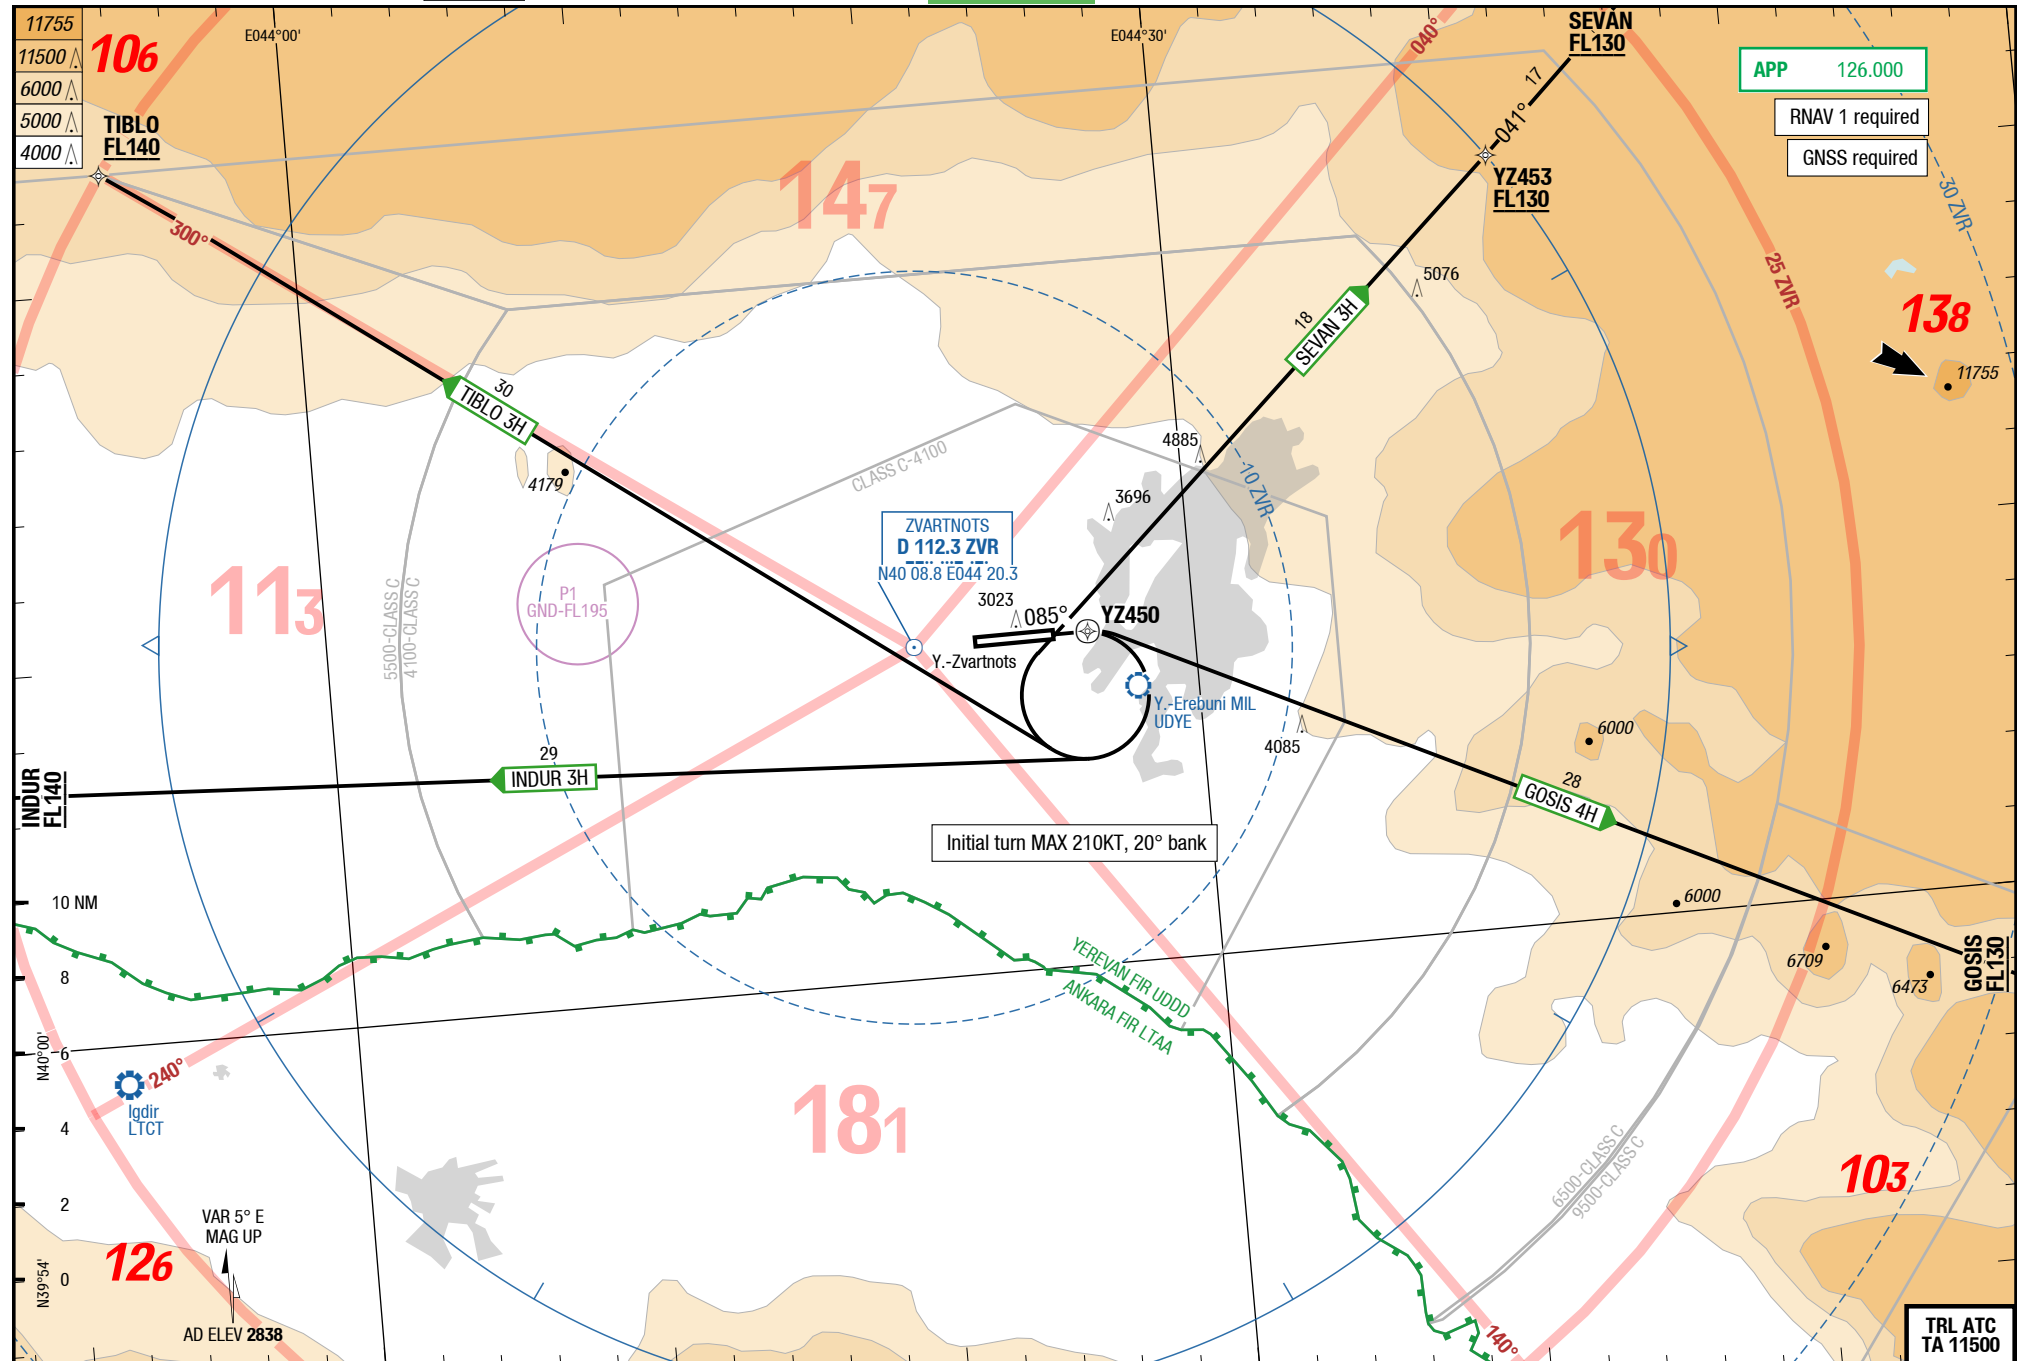 11755
11500
6000
5000
4000
106
E044°00'
E044°30'
040°
SEVAN
FL130
17
041°
APP 126.000
RNAV 1 required
GNSS required
TIBLO
FL140
300°
147
YZ453
FL130
30 ZVR
25 ZVR
138
11755
5076
18
SEVAN 3H
30
TIBLO 3H
4179
CLASS C-4100
4885
3696
10 ZVR
ZVARTNOTS
D 112.3 ZVR
N40 08.8 E044 20.3
130
113
P1
GND-FL195
5500-CLASS C
4100-CLASS C
3023
085°
YZ450
Y.-Zvartnots
Y.-Erebuni MIL
UDYE
4085
6000
28
GOSIS 4H
29
INDUR 3H
INDUR
FL140
Initial turn MAX 210KT, 20° bank
6000
6709
6473
GOSIS
FL130
10 NM
8
6
4
2
0
N40°00'
N39°54'
YEREVAN FIR UDDD
ANKARA FIR LTAA
240°
Igdir
LTCT
181
6500-CLASS C
9500-CLASS C
103
VAR 5° E
MAG UP
126
AD ELEV 2838
140°
TRL ATC
TA 11500